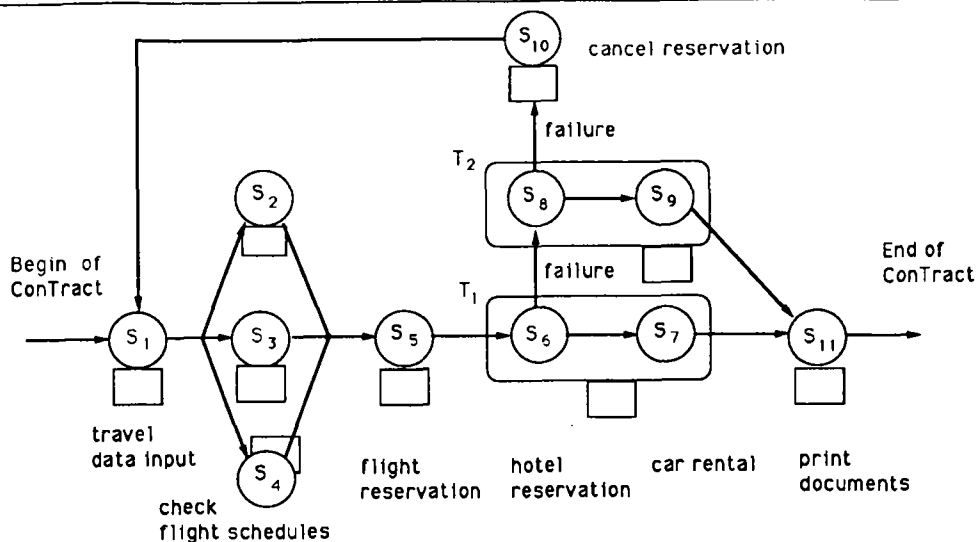 S10
cancel reservation
failure
T2
S2
S8
S9
Begin of
ConTract
End of
ConTract
failure
T1
S1
S3
S5
S6
S7
S11
travel
data input
S4
flight
reservation
hotel
reservation
car rental
print
documents
check
flight schedules